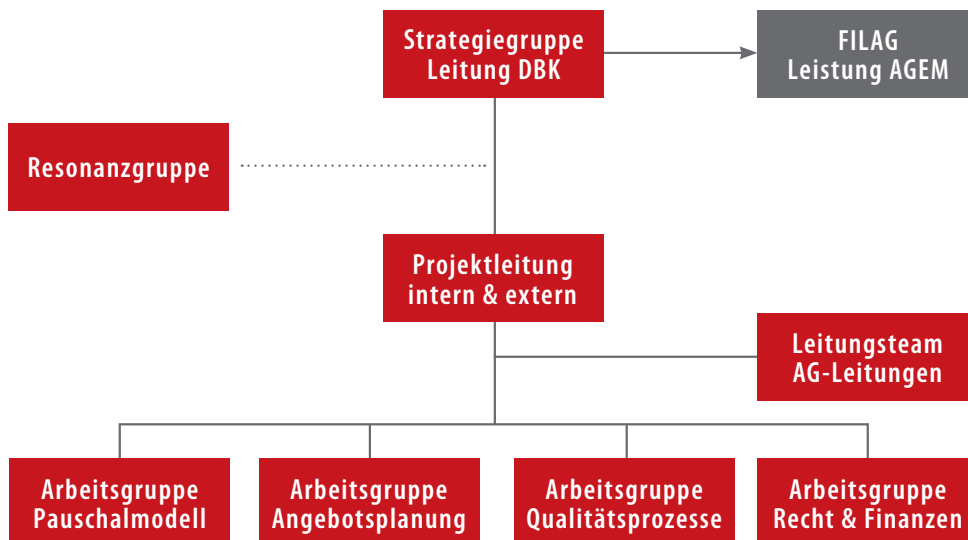 Strategiegruppe
Leitung DBK
FILAG
Leistung AGEM
Resonanzgruppe
Projektleitung
intern & extern
Leitungsteam
AG-Leitungen
Arbeitsgruppe
Pauschalmodell
Arbeitsgruppe
Angebotsplanung
Arbeitsgruppe
Qualitätsprozesse
Arbeitsgruppe
Recht & Finanzen